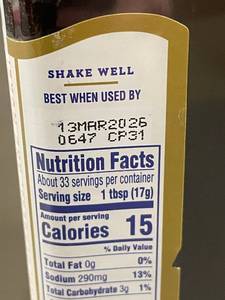 SHAKE WELL
BEST WHEN USED BY
13MAR2026
0647 CP31
Nutrition Facts
About 33 servings per container
Serving size 1 tbsp (17g)
Amount per serving
Calories 15
% Daily Value
Total Fat 0g 0%
Sodium 290mg 13%
Total Carbohydrate 3g 1%